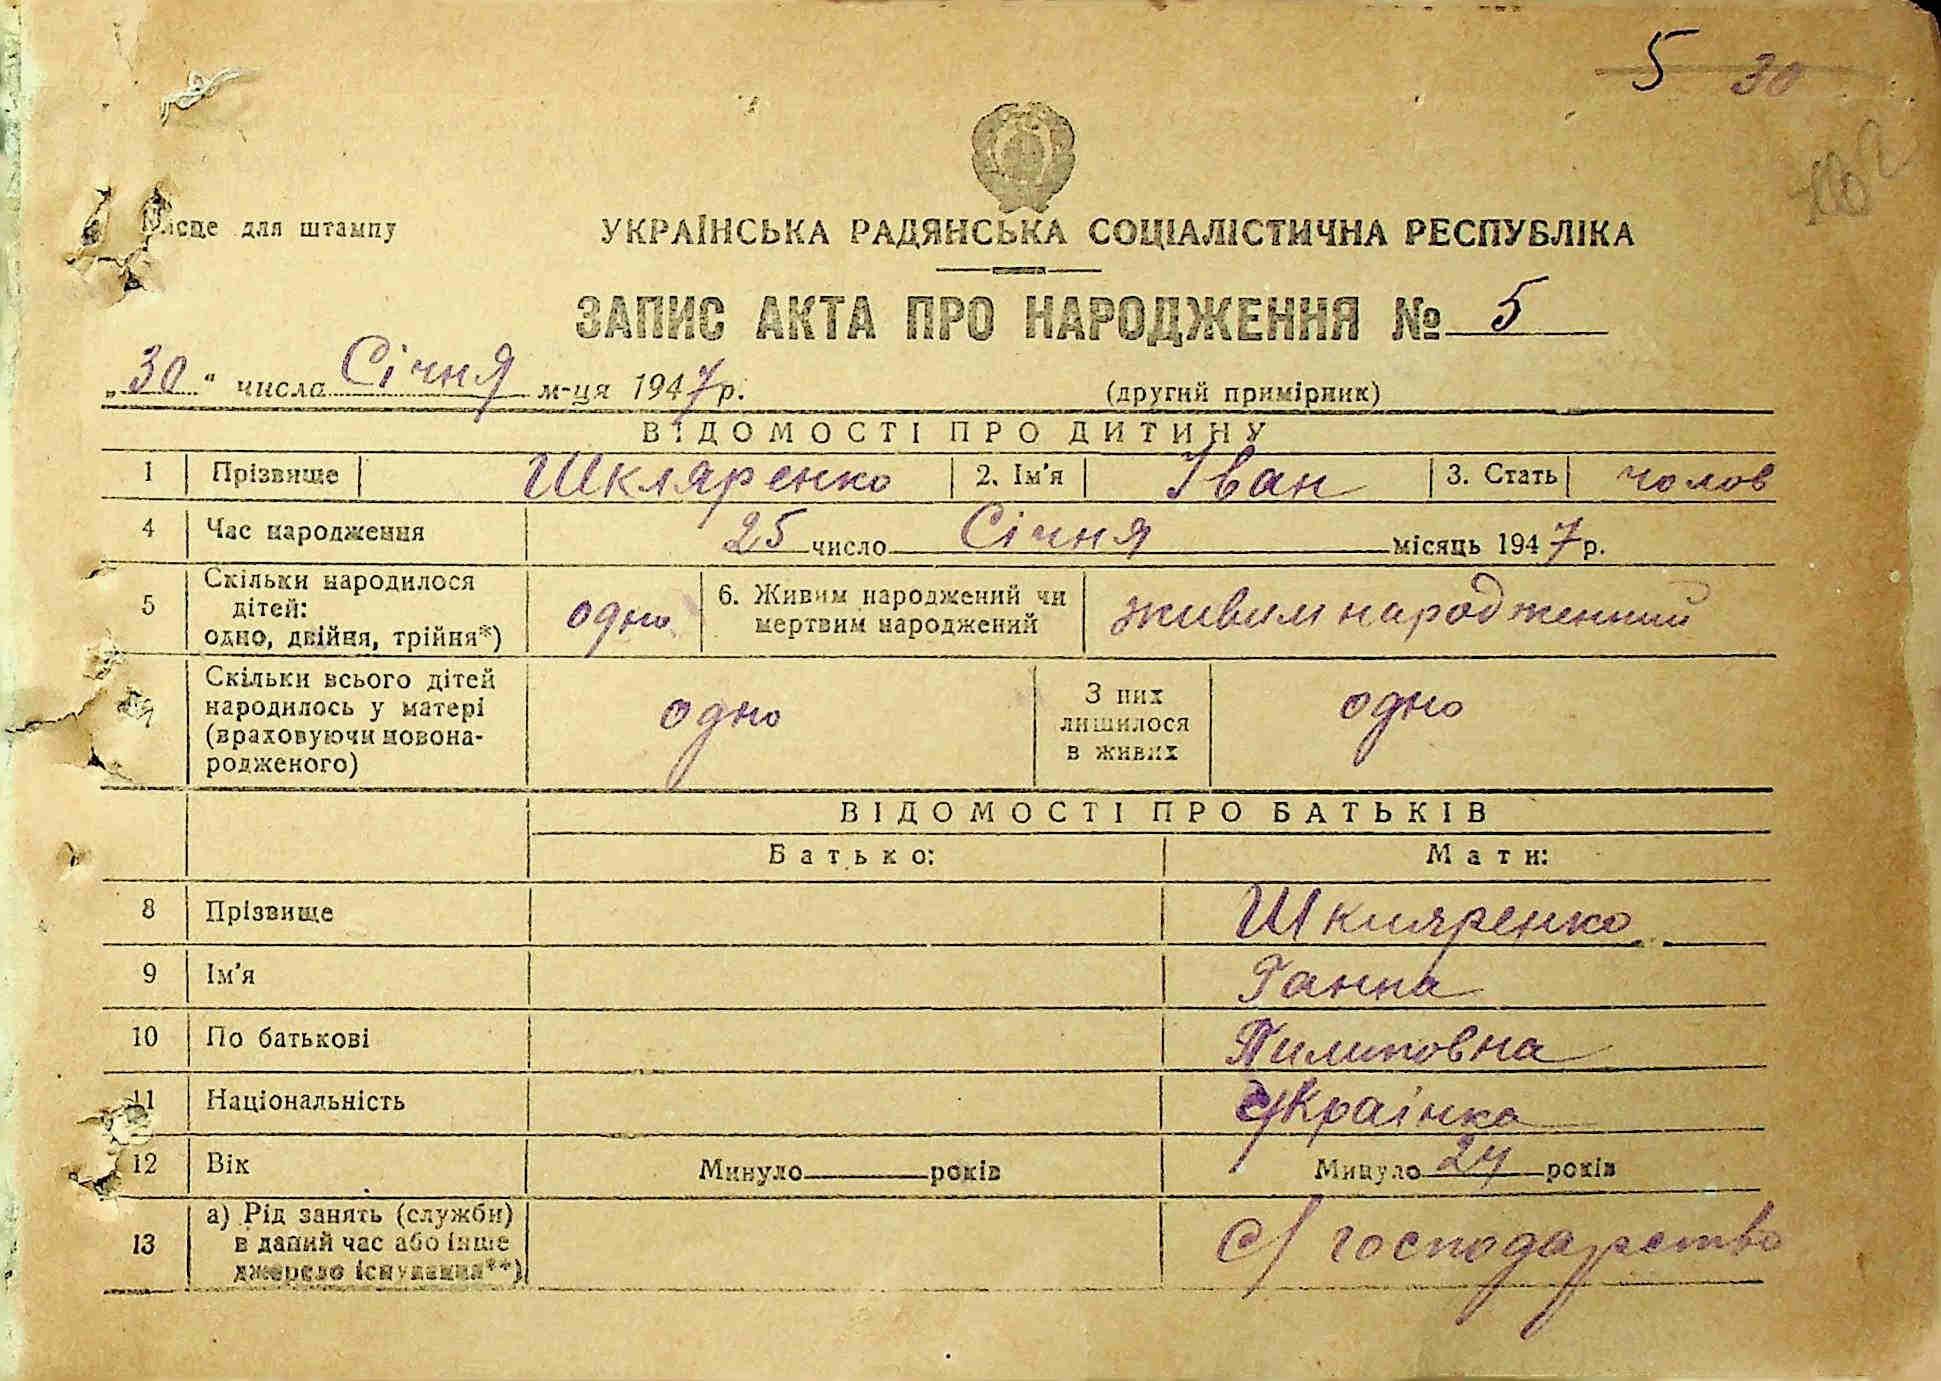 5 30
Місце для штампу
УКРАЇНСЬКА РАДЯНСЬКА СОЦІАЛІСТИЧНА РЕСПУБЛІКА
ЗАПИС АКТА ПРО НАРОДЖЕННЯ № 5
„30“ числа Січня м-ця 1947 р. (другий примірник)
ВІДОМОСТІ ПРО ДИТИНУ
1 Прізвище Шкляренко 2. Ім'я Іван 3. Стать чолов
4 Час народження 25 число Січня місяць 1947 р.
5 Скільки народилося дітей: одно, двійня, трійня*) одно 6. Живим народжений чи мертвим народжений живим народженний
7 Скільки всього дітей народилось у матері (враховуючи новонародженого) одно З них лишилося в живих одно
ВІДОМОСТІ ПРО БАТЬКІВ
Батько: Мати:
8 Прізвище Шкляренко
9 Ім'я Ганна
10 По батькові Пилиповна
11 Національність Українка
12 Вік Минуло років Минуло 24 років
13 а) Рід занять (служби) в даний час або інше джерело існування**) с/господарство